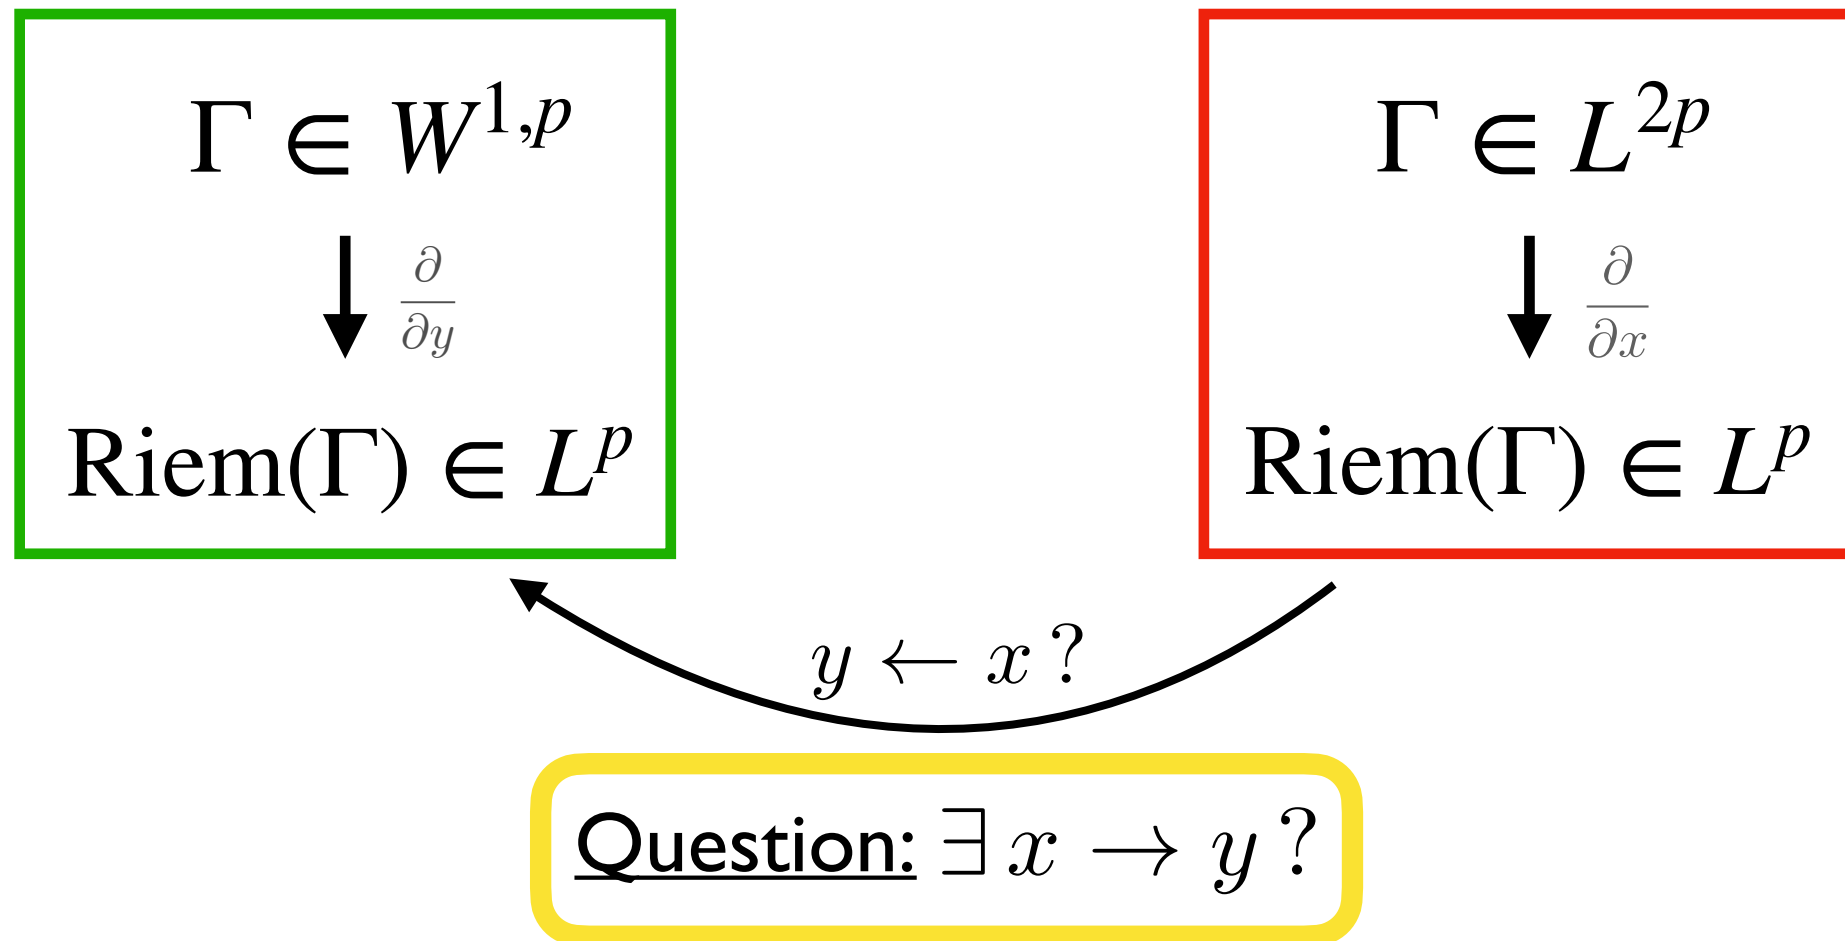 Γ ∈ W^{1,p}
∂/∂y
Riem(Γ) ∈ L^p
Γ ∈ L^{2p}
∂/∂x
Riem(Γ) ∈ L^p
y ← x ?
Question: ∃ x → y ?